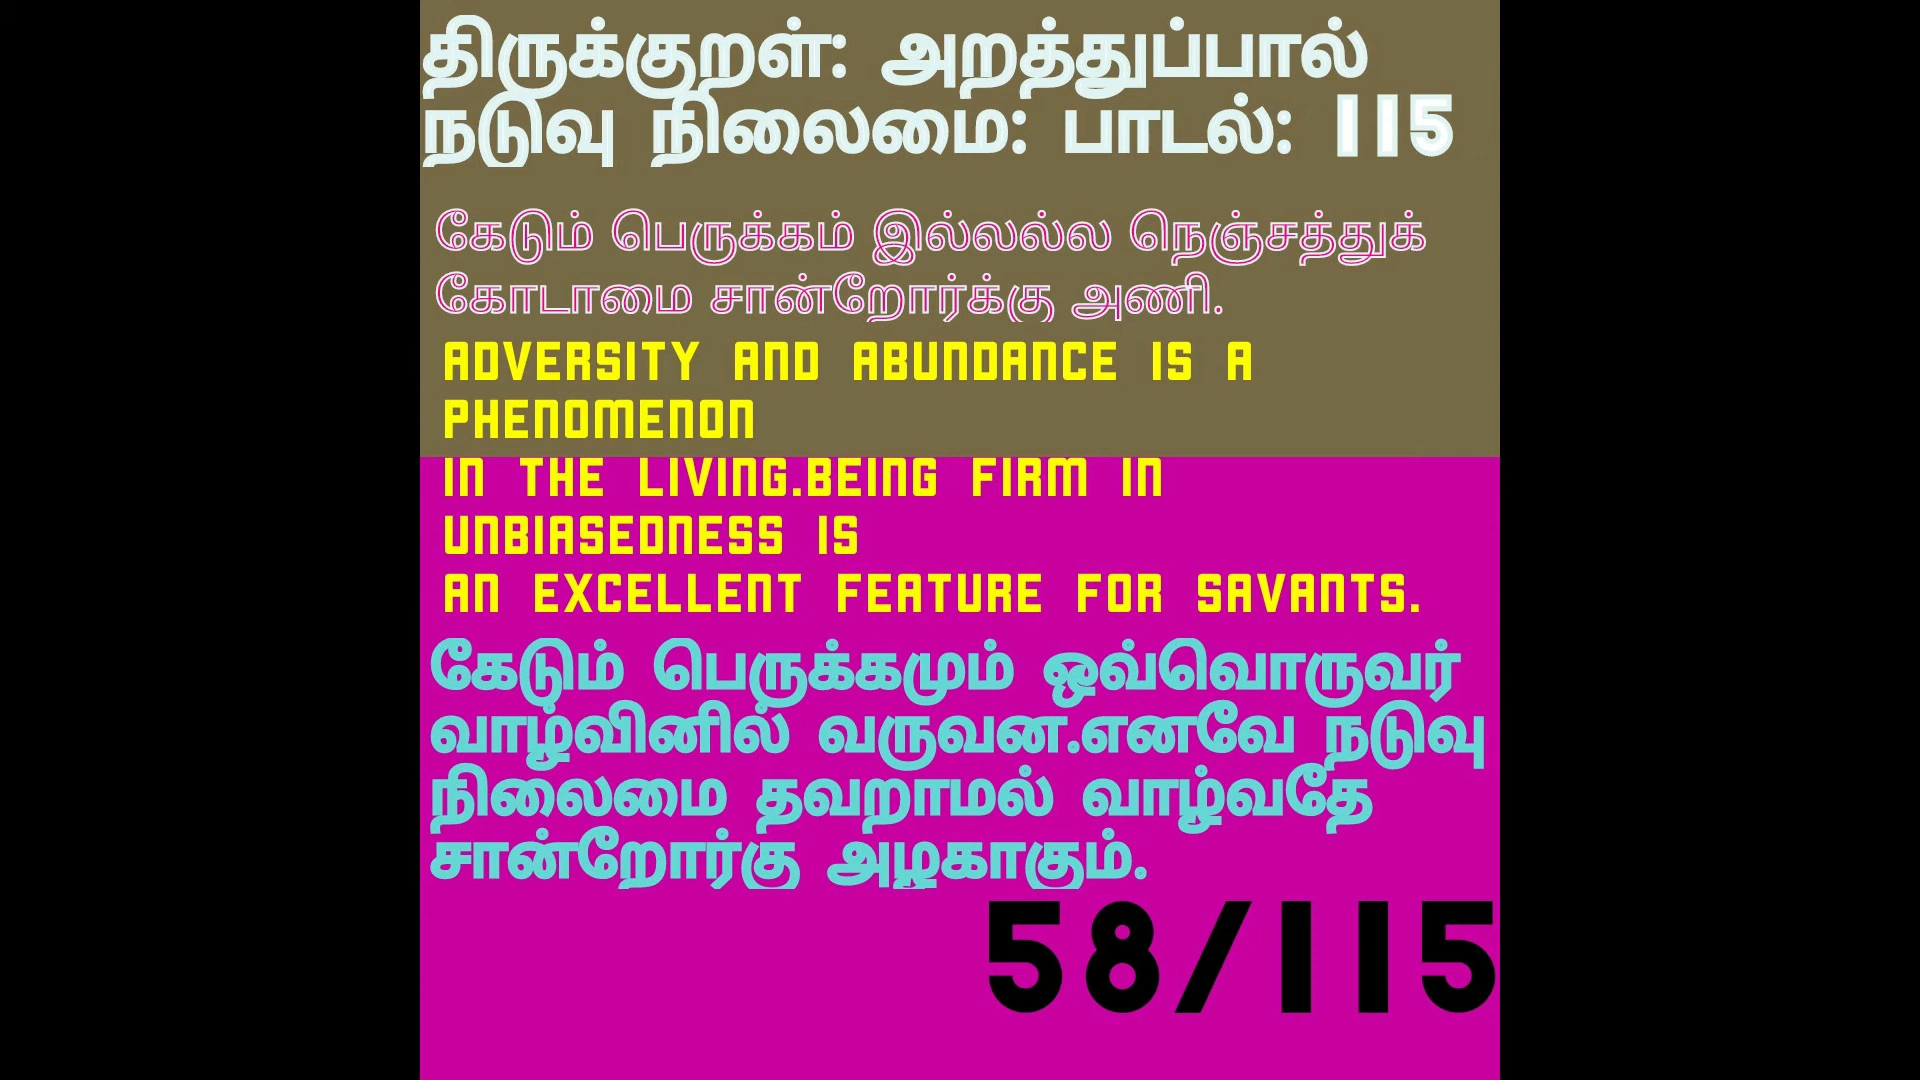 திருக்குறள்: அறத்துப்பால்
நடுவு நிலைமை: பாடல்: 115
கேடும் பெருக்கம் இல்லல்ல நெஞ்சத்துக்
கோடாமை சான்றோர்க்கு அணி.
ADVERSITY AND ABUNDANCE IS A
PHENOMENON
IN THE LIVING.BEING FIRM IN
UNBIASEDNESS IS
AN EXCELLENT FEATURE FOR SAVANTS.
கேடும் பெருக்கமும் ஒவ்வொருவர்
வாழ்வினில் வருவன.எனவே நடுவு
நிலைமை தவறாமல் வாழ்வதே
சான்றோர்கு அழகாகும்.
58/115